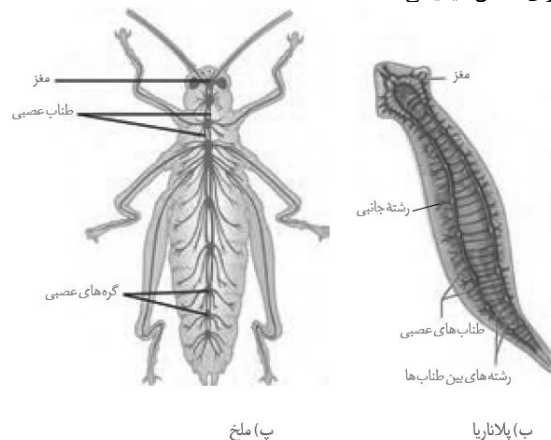 مغز
طناب عصبی
گره‌های عصبی
پ) ملخ
مغز
رشتهٔ جانبی
طناب‌های عصبی
رشته‌های بین طناب‌ها
ب) پلاناریا